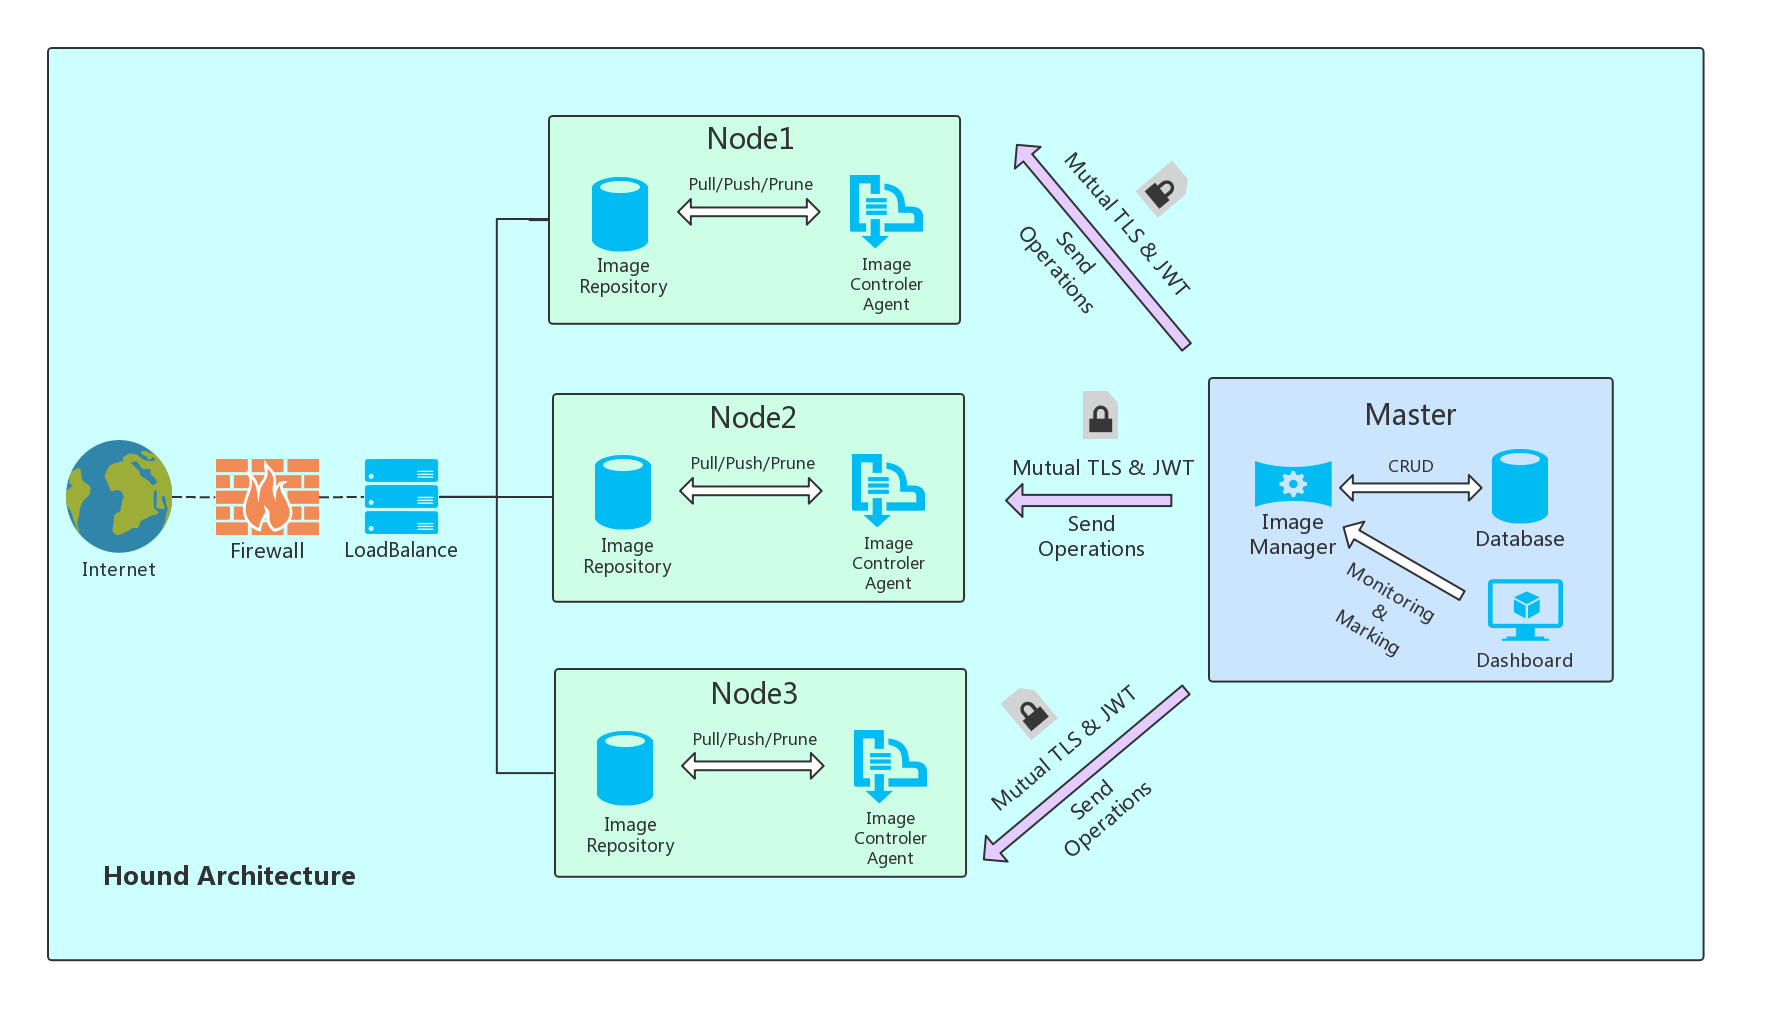 Node1
Pull/Push/Prune
Image
Repository
Image
Controler
Agent
Mutual TLS & JWT
Send
Operations
Node2
Pull/Push/Prune
Image
Repository
Image
Controler
Agent
Mutual TLS & JWT
Send
Operations
Master
CRUD
Image
Manager
Database
Monitoring
&
Marking
Dashboard
Internet
Firewall
LoadBalance
Node3
Pull/Push/Prune
Image
Repository
Image
Controler
Agent
Mutual TLS & JWT
Send
Operations
Hound Architecture